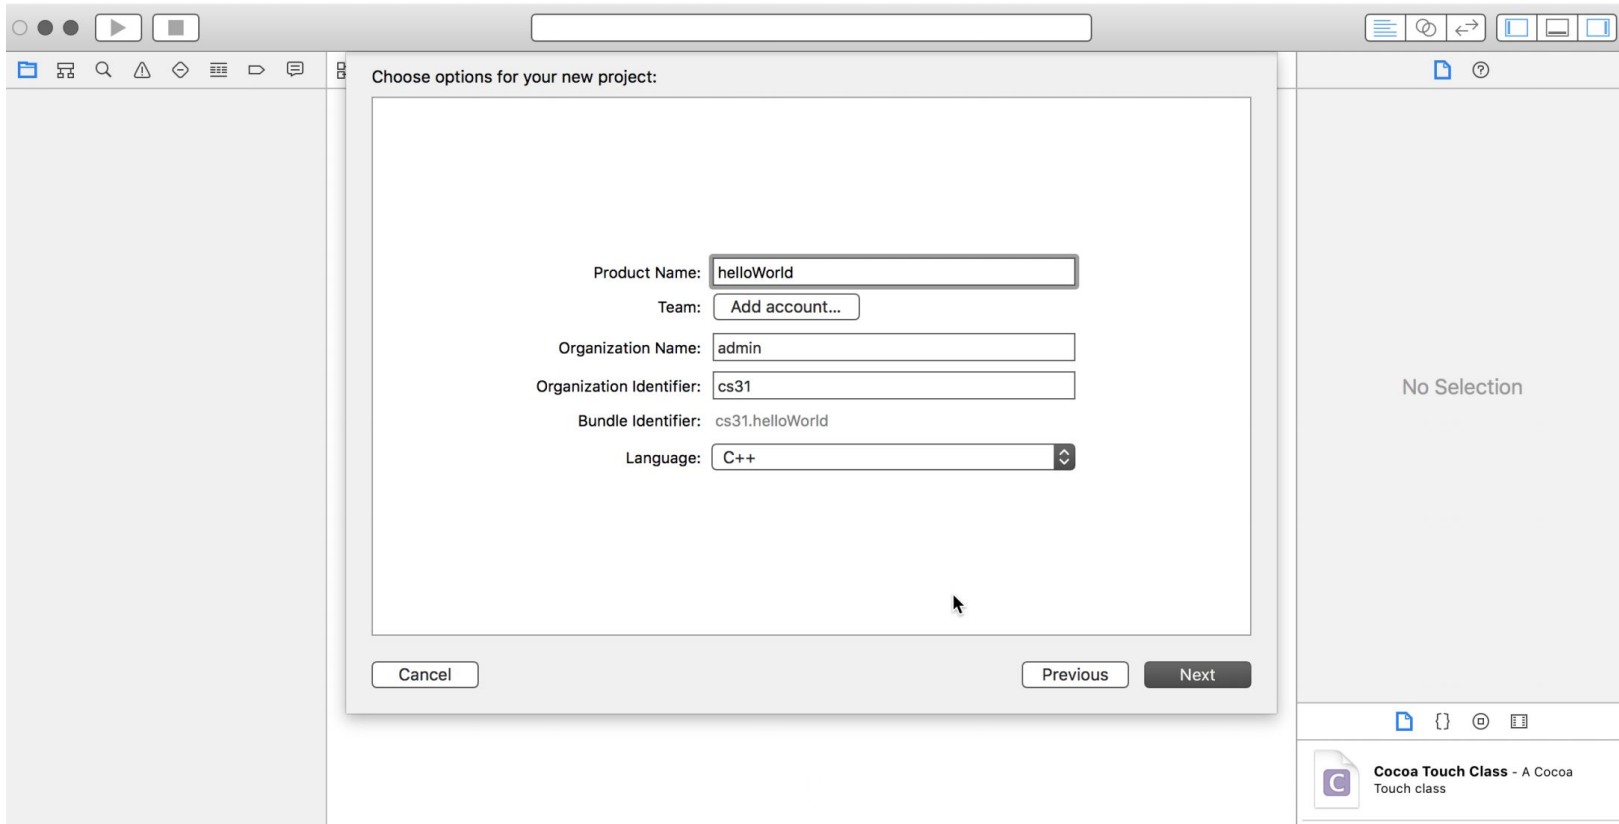 Choose options for your new project:
Product Name: helloWorld
Team: Add account...
Organization Name: admin
Organization Identifier: cs31
Bundle Identifier: cs31.helloWorld
Language: C++
Cancel
Previous
Next
No Selection
Cocoa Touch Class - A Cocoa
Touch class